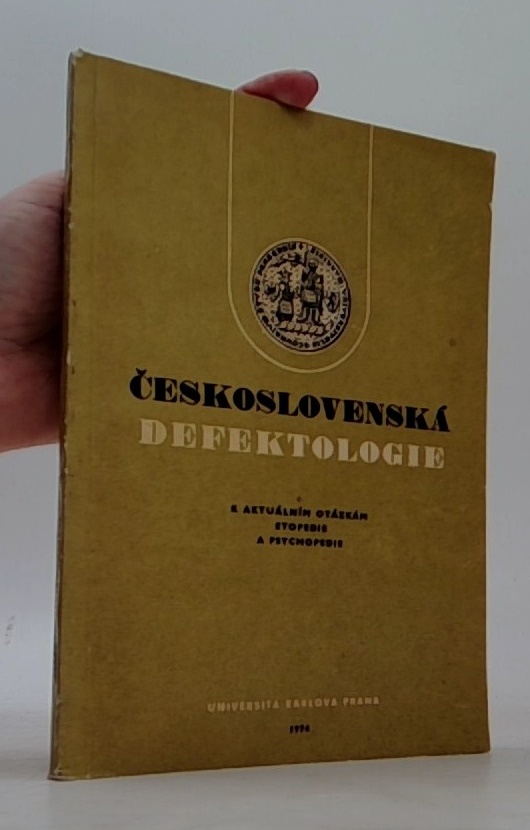 ČESKOSLOVENSKÁ
DEFEKTOLOGIE
K AKTUÁLNÍM OTÁZKÁM
ETOPEDIE
A PSYCHOPEDIE
UNIVERSITA KARLOVA PRAHA